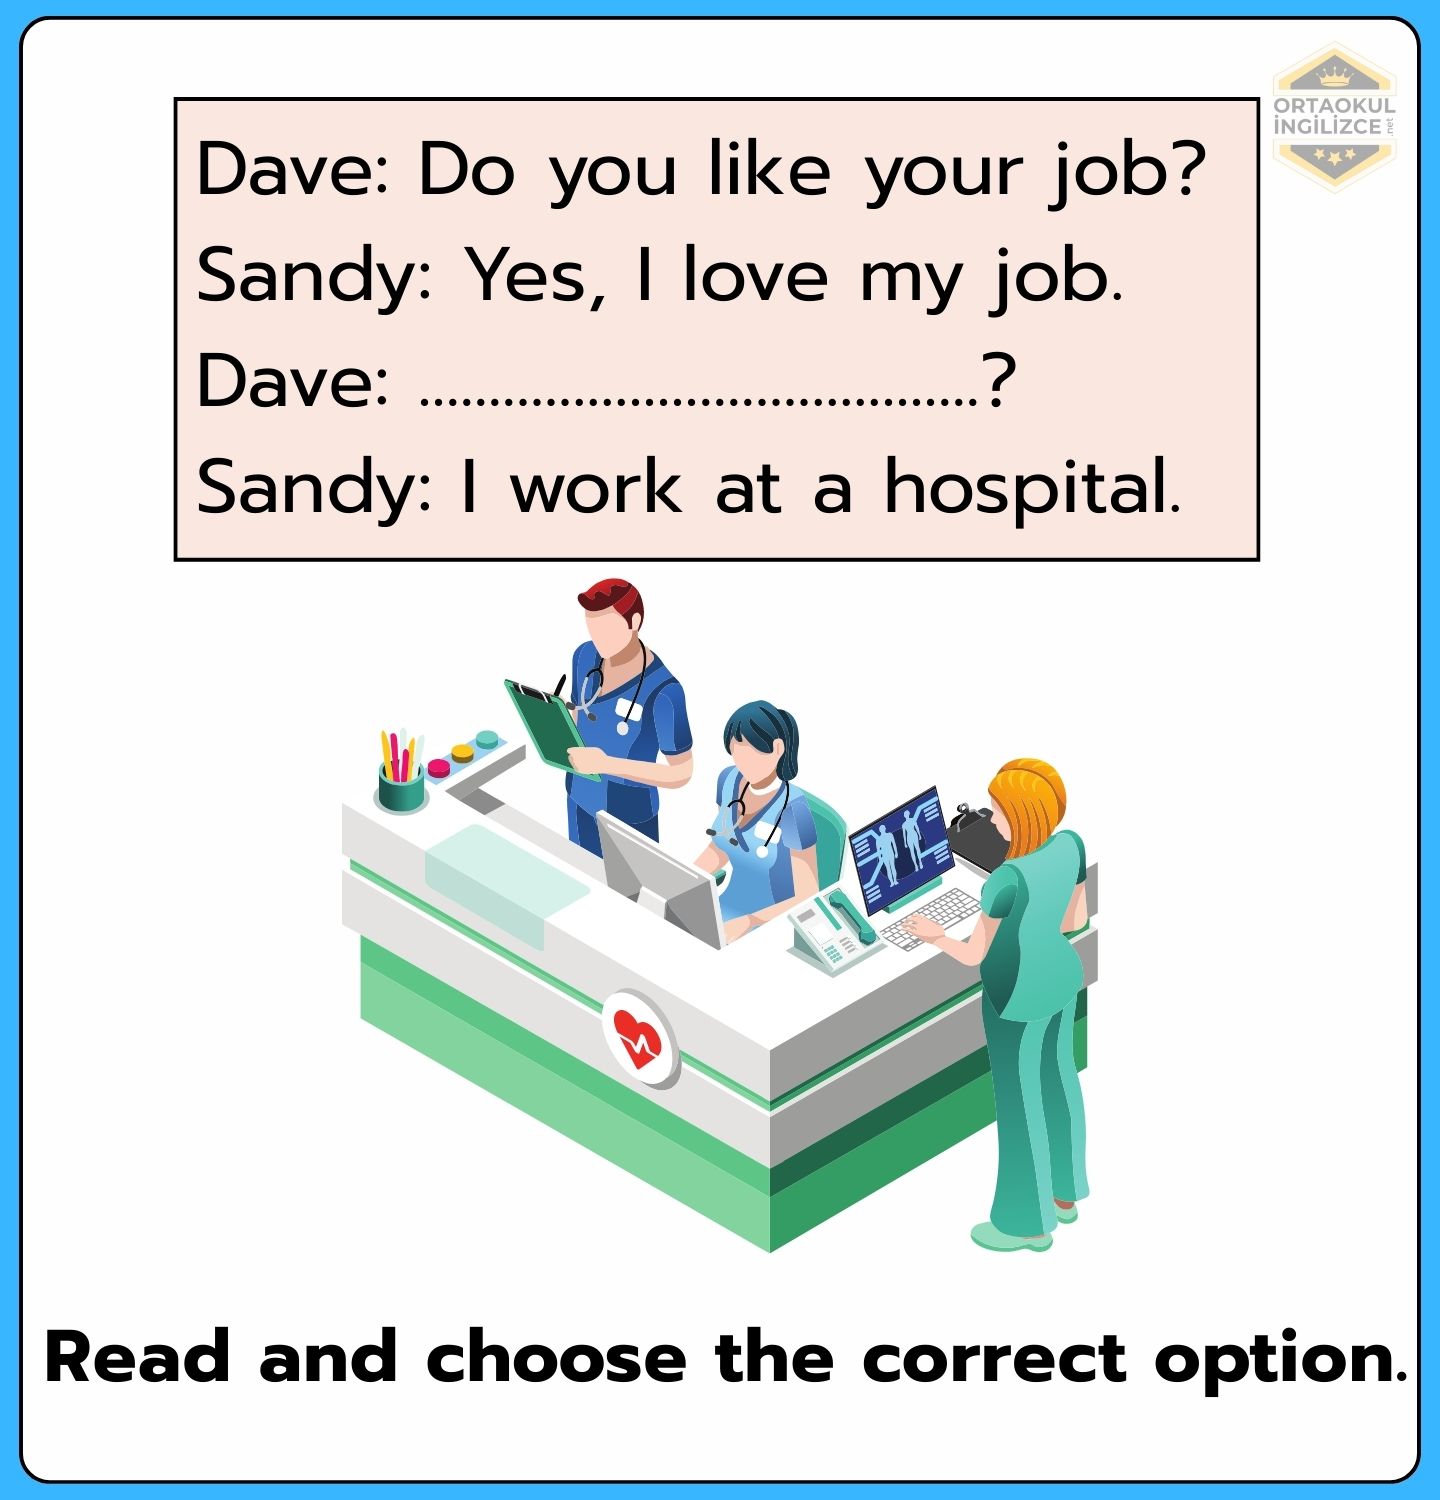 ORTAOKUL
İNGİLİZCE.net
Dave: Do you like your job?
Sandy: Yes, I love my job.
Dave: ........................................?
Sandy: I work at a hospital.
Read and choose the correct option.